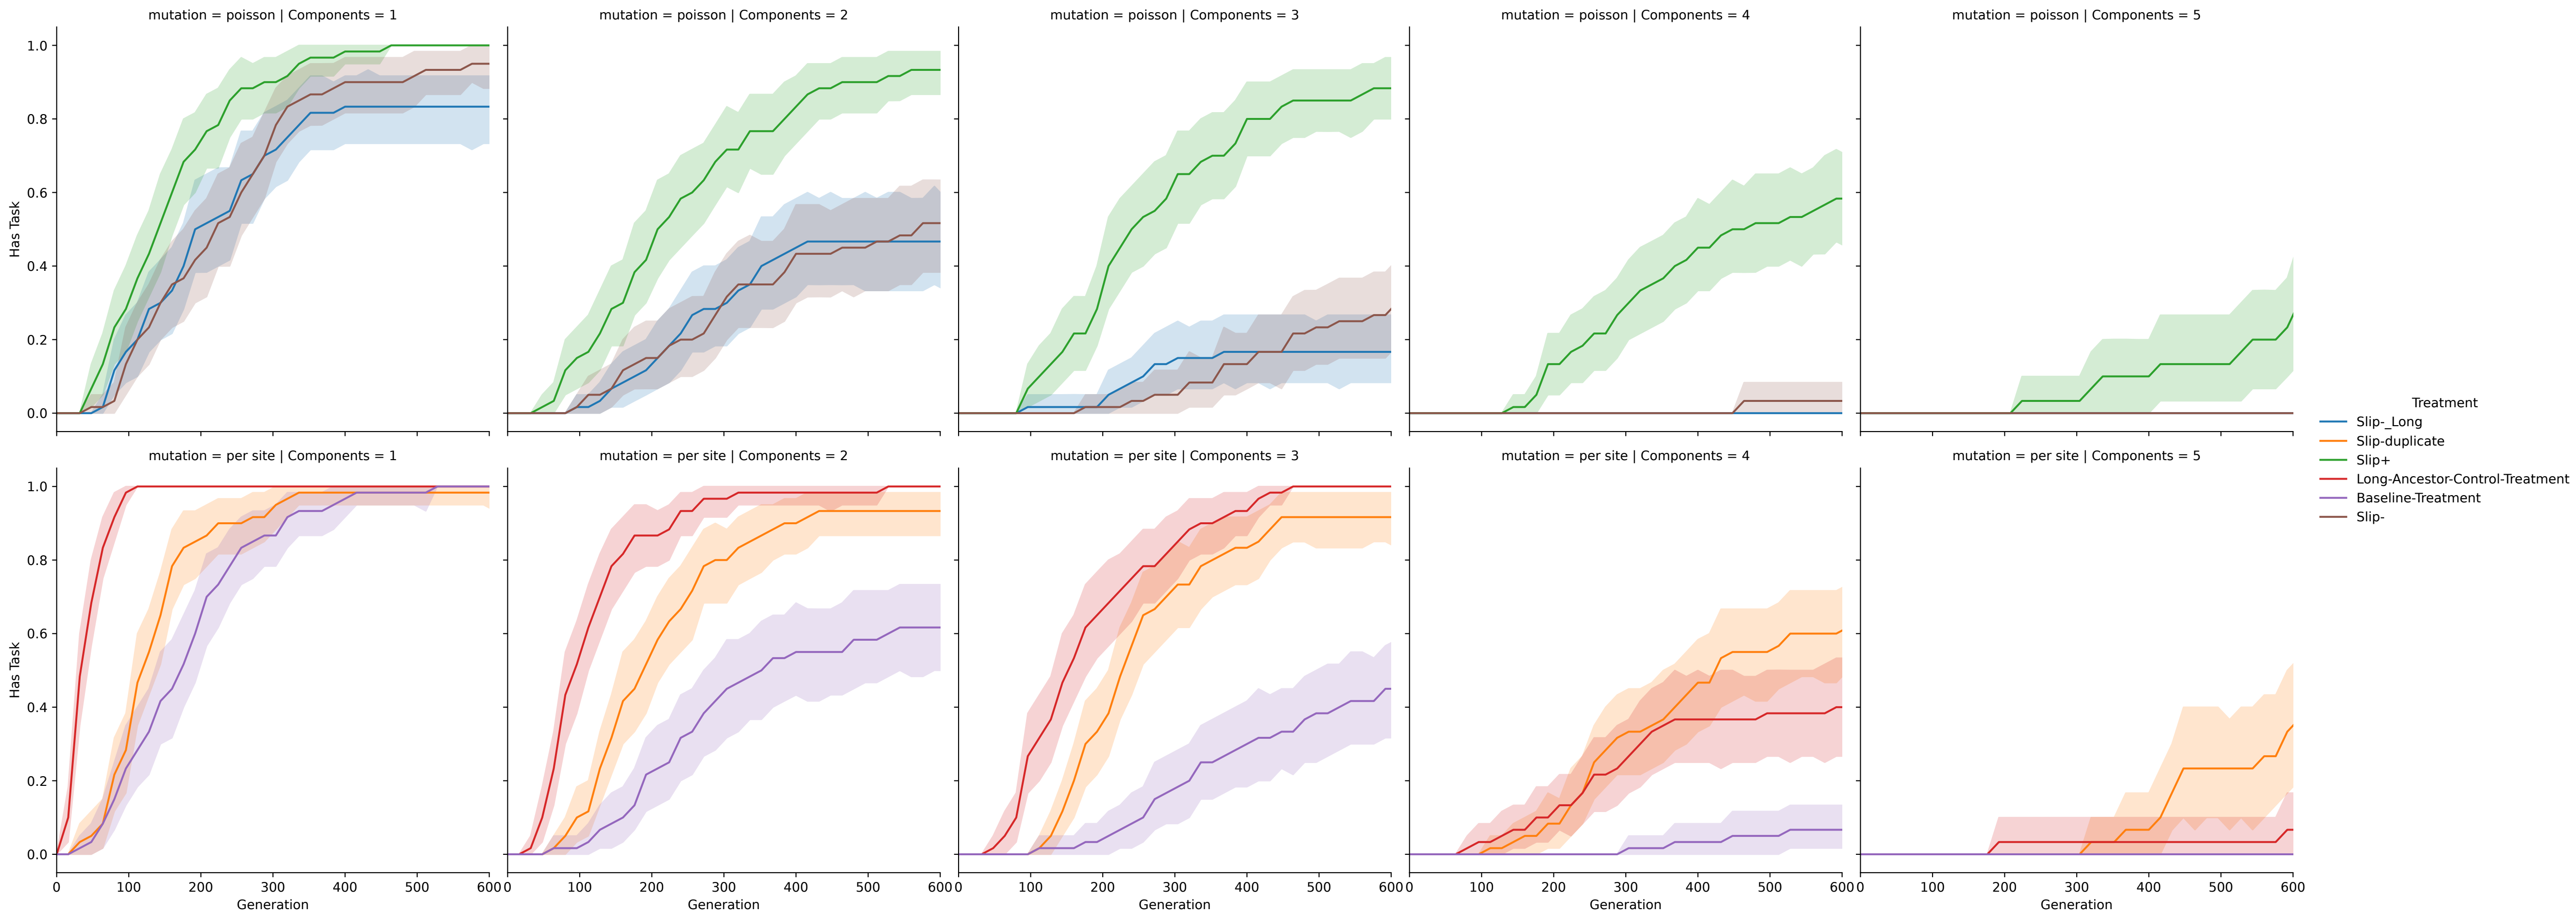 mutation = poisson | Components = 1
mutation = poisson | Components = 2
mutation = poisson | Components = 3
mutation = poisson | Components = 4
mutation = poisson | Components = 5
1.0
0.8
0.6
0.4
0.2
0.0
Has Task
mutation = per site | Components = 1
mutation = per site | Components = 2
mutation = per site | Components = 3
mutation = per site | Components = 4
mutation = per site | Components = 5
1.0
0.8
0.6
0.4
0.2
0.0
Has Task
0 100 200 300 400 500 600
0 100 200 300 400 500 600
0 100 200 300 400 500 600
0 100 200 300 400 500 600
0 100 200 300 400 500 600
Generation
Generation
Generation
Generation
Generation
Treatment
Slip-_Long
Slip-duplicate
Slip+
Long-Ancestor-Control-Treatment
Baseline-Treatment
Slip-